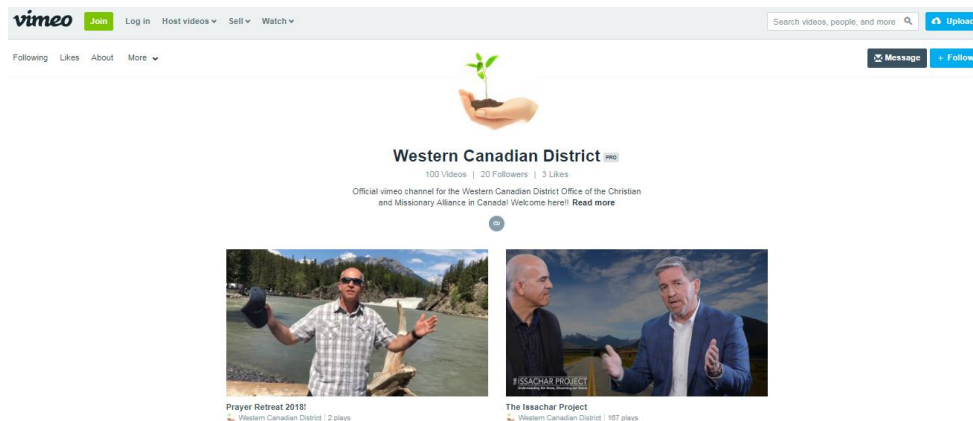 vimeo Join Log in Host videos Sell Watch Search videos, people, and more Upload
Following Likes About More Message + Follow
Western Canadian District PRO
100 Videos | 20 Followers | 3 Likes
Official vimeo channel for the Western Canadian District Office of the Christian
and Missionary Alliance in Canada! Welcome here!! Read more
THE ISSACHAR PROJECT
Prayer Retreat 2018!
Western Canadian District | 2 plays
The Issachar Project
Western Canadian District | 167 plays